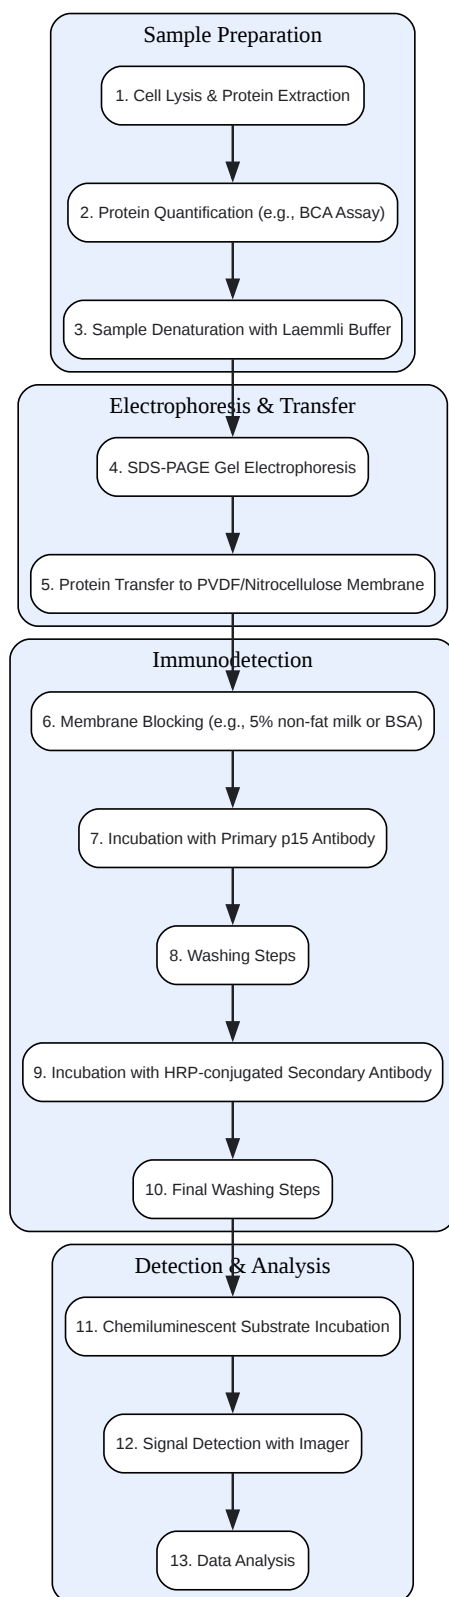 Sample Preparation
1. Cell Lysis & Protein Extraction
2. Protein Quantification (e.g., BCA Assay)
3. Sample Denaturation with Laemmli Buffer
Electrophoresis & Transfer
4. SDS-PAGE Gel Electrophoresis
5. Protein Transfer to PVDF/Nitrocellulose Membrane
Immunodetection
6. Membrane Blocking (e.g., 5% non-fat milk or BSA)
7. Incubation with Primary p15 Antibody
8. Washing Steps
9. Incubation with HRP-conjugated Secondary Antibody
10. Final Washing Steps
Detection & Analysis
11. Chemiluminescent Substrate Incubation
12. Signal Detection with Imager
13. Data Analysis